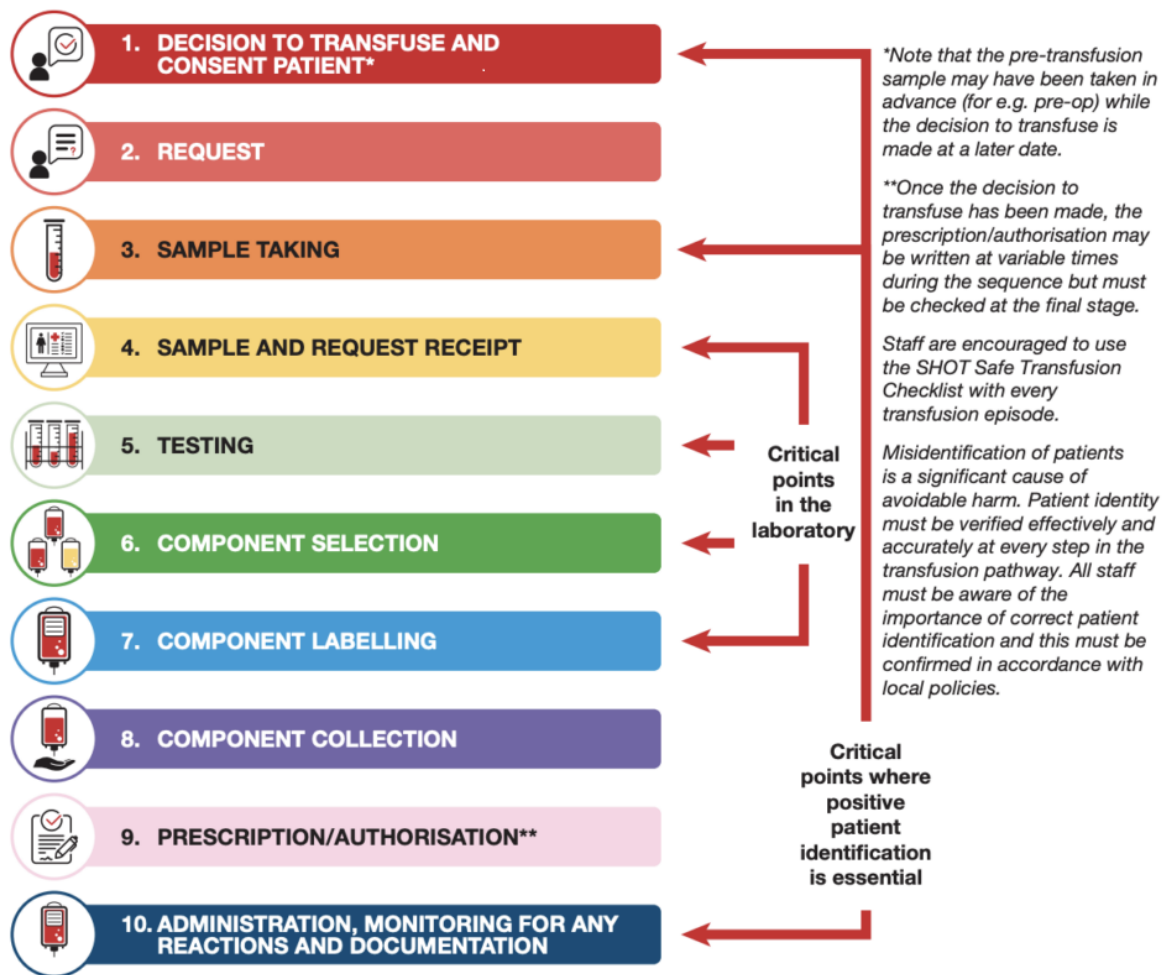 1. DECISION TO TRANSFUSE AND
CONSENT PATIENT*
2. REQUEST
3. SAMPLE TAKING
4. SAMPLE AND REQUEST RECEIPT
5. TESTING
6. COMPONENT SELECTION
7. COMPONENT LABELLING
8. COMPONENT COLLECTION
9. PRESCRIPTION/AUTHORISATION**
10. ADMINISTRATION, MONITORING FOR ANY
REACTIONS AND DOCUMENTATION
Critical
points
in the
laboratory
Critical
points where
positive
patient
identification
is essential
*Note that the pre-transfusion
sample may have been taken in
advance (for e.g. pre-op) while
the decision to transfuse is
made at a later date.
**Once the decision to
transfuse has been made, the
prescription/authorisation may
be written at variable times
during the sequence but must
be checked at the final stage.
Staff are encouraged to use
the SHOT Safe Transfusion
Checklist with every
transfusion episode.
Misidentification of patients
is a significant cause of
avoidable harm. Patient identity
must be verified effectively and
accurately at every step in the
transfusion pathway. All staff
must be aware of the
importance of correct patient
identification and this must be
confirmed in accordance with
local policies.